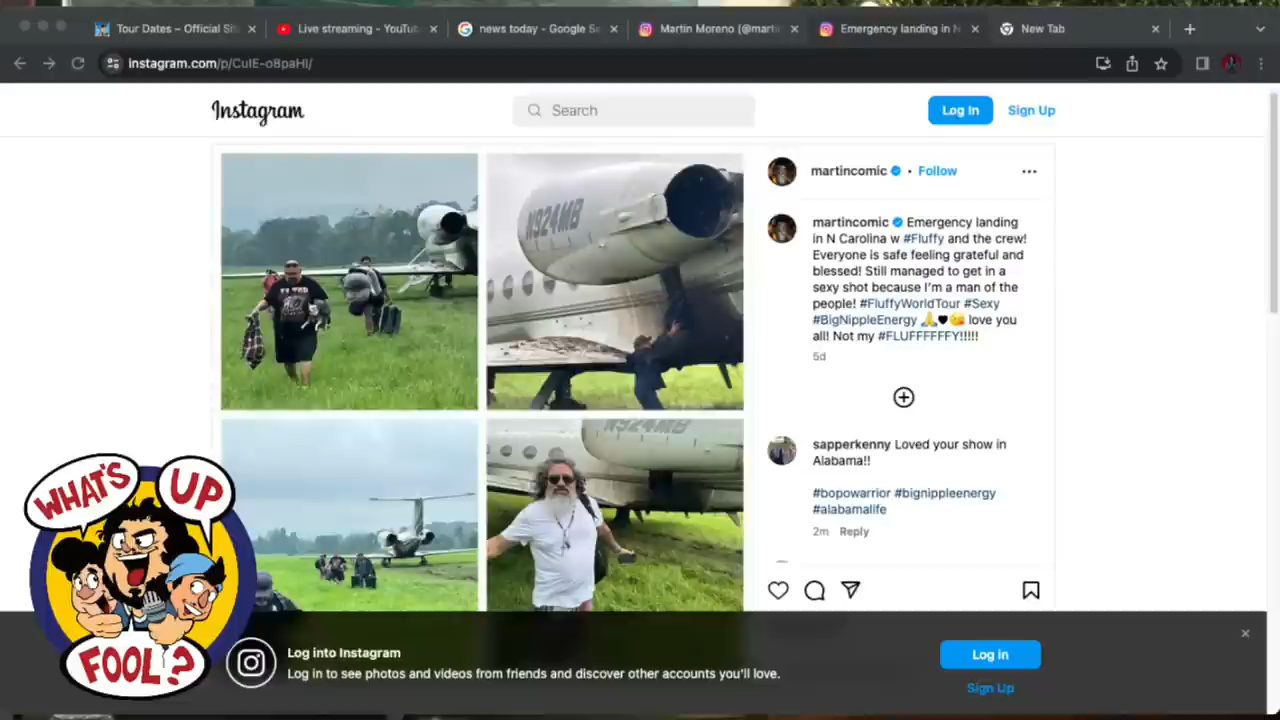 Tour Dates – Official Sit
Live streaming - YouTub
news today - Google Se
Martin Moreno (@marti
Emergency landing in N
New Tab
instagram.com/p/CuIE-o8paHI/
Instagram
Search
Log In
Sign Up
martincomic • Follow
martincomic Emergency landing
in N Carolina w #Fluffy and the crew!
Everyone is safe feeling grateful and
blessed! Still managed to get in a
sexy shot because I'm a man of the
people! #FluffyWorldTour #Sexy
#BigNippleEnergy 🙏🖤😘 love you
all! Not my #FLUFFFFFFY!!!!!
5d
sapperkenny Loved your show in
Alabama!!
#bopowarrior #bignippleenergy
#alabamalife
2m Reply
N924MB
N924MB
WHAT'S
UP
FOOL?
Log into Instagram
Log in to see photos and videos from friends and discover other accounts you'll love.
Log in
Sign Up